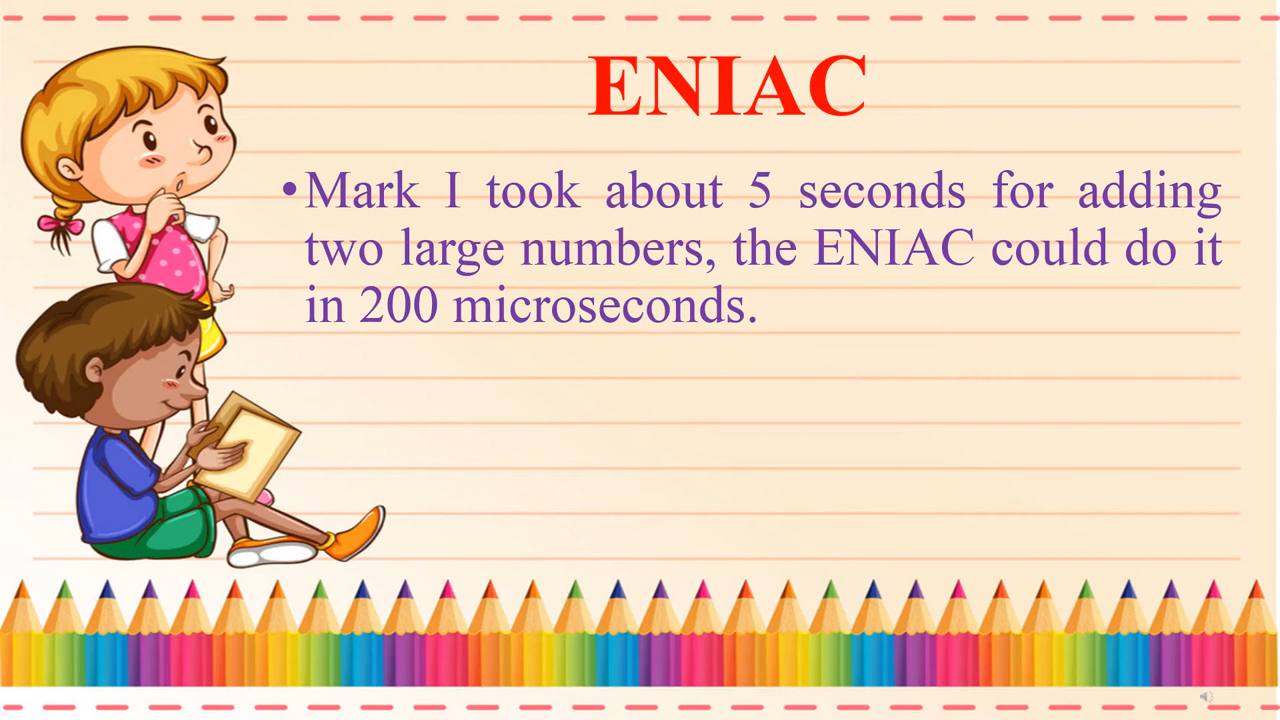 ENIAC
•Mark I took about 5 seconds for adding
two large numbers, the ENIAC could do it
in 200 microseconds.